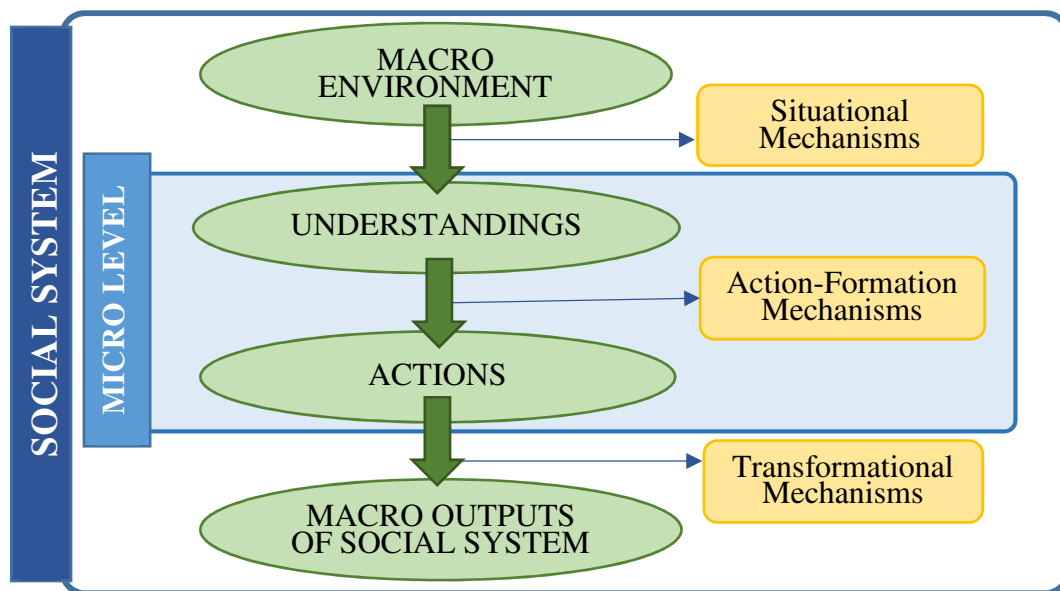 SOCIAL SYSTEM
MICRO LEVEL
MACRO
ENVIRONMENT
Situational
Mechanisms
UNDERSTANDINGS
Action-Formation
Mechanisms
ACTIONS
Transformational
Mechanisms
MACRO OUTPUTS
OF SOCIAL SYSTEM